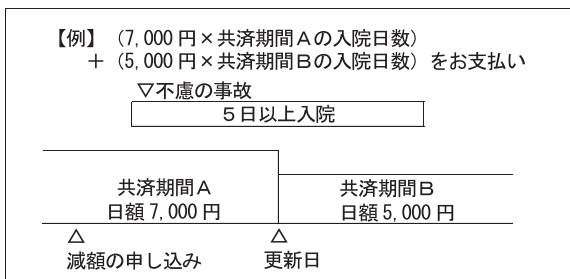 【例】（7,000円×共済期間Aの入院日数）
＋（5,000円×共済期間Bの入院日数）をお支払い
▽不慮の事故
５日以上入院
共済期間A
日額7,000円
共済期間B
日額5,000円
△
減額の申し込み
△
更新日